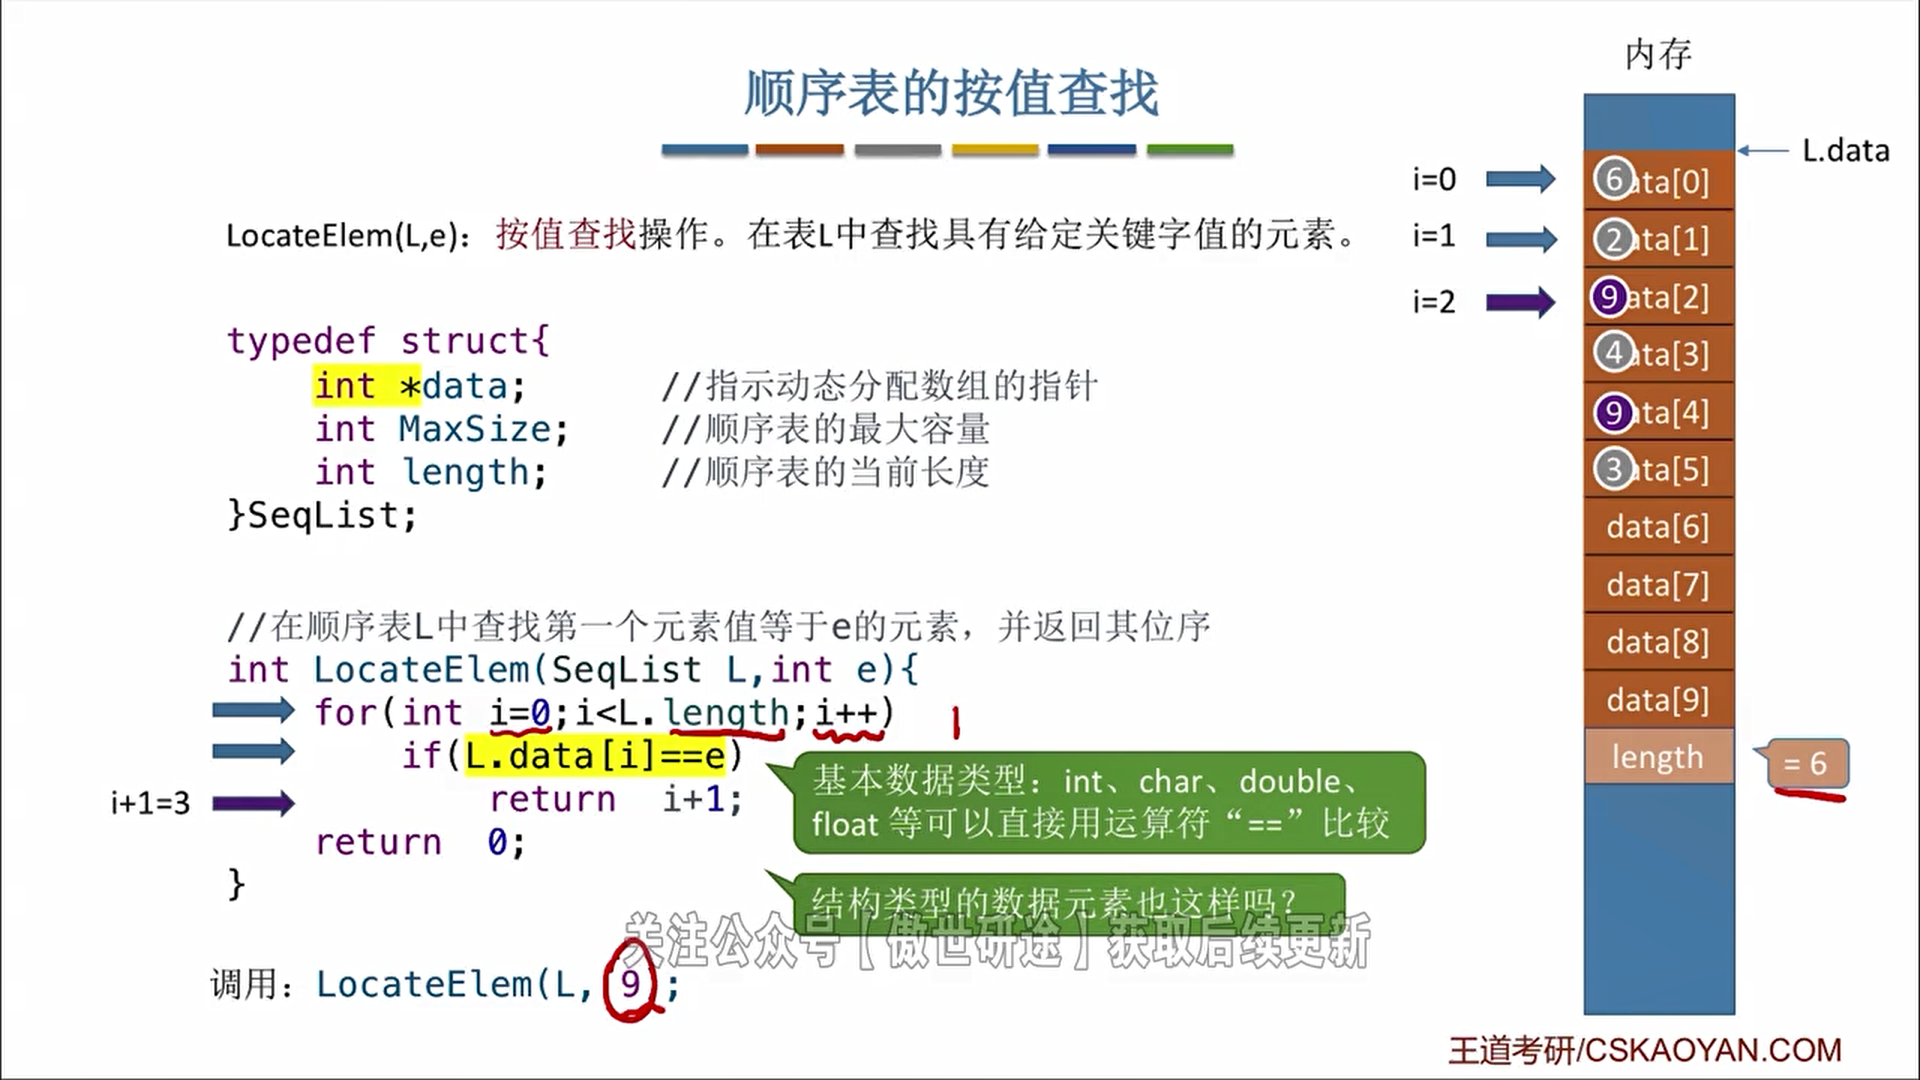 内存
顺序表的按值查找
L.data
i=0
6 ata[0]
LocateElem(L,e)：按值查找操作。在表L中查找具有给定关键字值的元素。
i=1
2 ata[1]
i=2
9 ata[2]
typedef struct{
4 ata[3]
int *data; //指示动态分配数组的指针
9 ata[4]
int MaxSize; //顺序表的最大容量
3 ata[5]
int length; //顺序表的当前长度
}SeqList;
data[6]
data[7]
//在顺序表L中查找第一个元素值等于e的元素，并返回其位序
data[8]
int LocateElem(SeqList L,int e){
data[9]
for(int i=0;i<L.length;i++)
if(L.data[i]==e)
length
= 6
基本数据类型：int、char、double、
float 等可以直接用运算符“==”比较
i+1=3
return i+1;
return 0;
}
结构类型的数据元素也这样吗？
关注公众号【傲世研途】获取后续更新
调用：LocateElem(L, 9 ;
王道考研/CSKAOYAN.COM